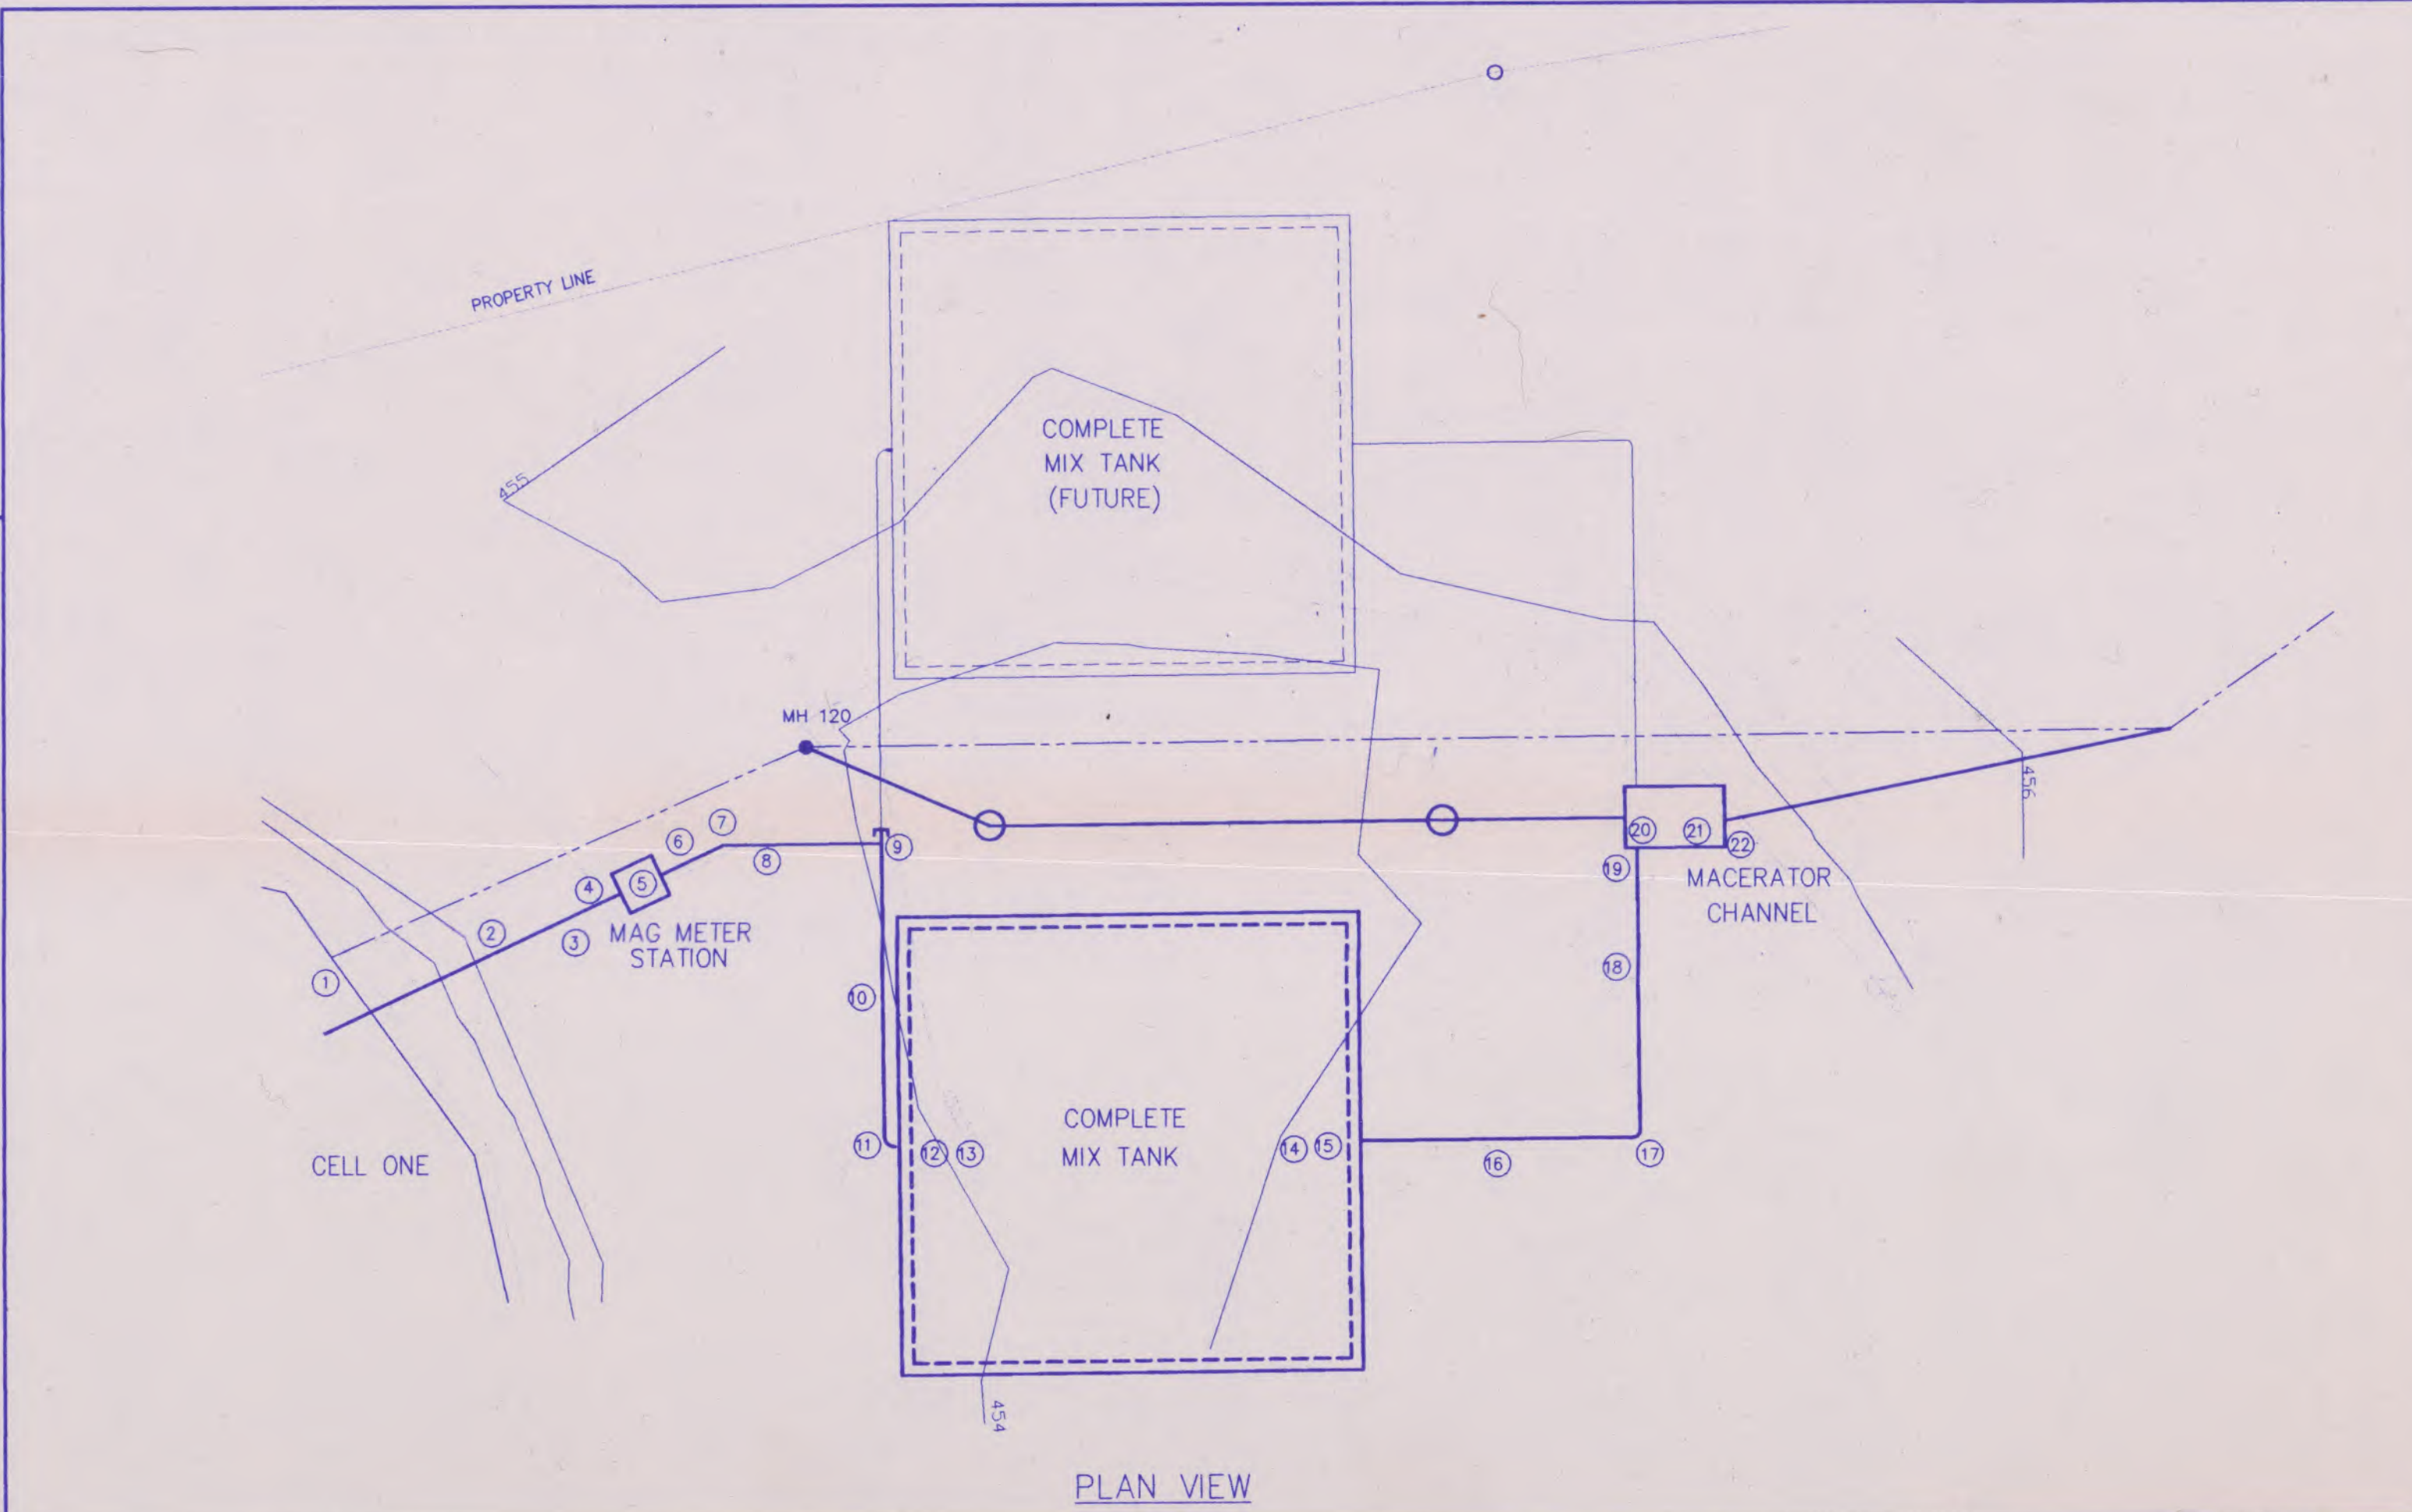 PROPERTY LINE
COMPLETE
MIX TANK
(FUTURE)
455
MH 120
456
7
6
8
9
20
21
22
19
MACERATOR
CHANNEL
4
5
2
3
MAG METER
STATION
1
10
18
COMPLETE
MIX TANK
11
12
13
14
15
16
17
CELL ONE
454
PLAN VIEW